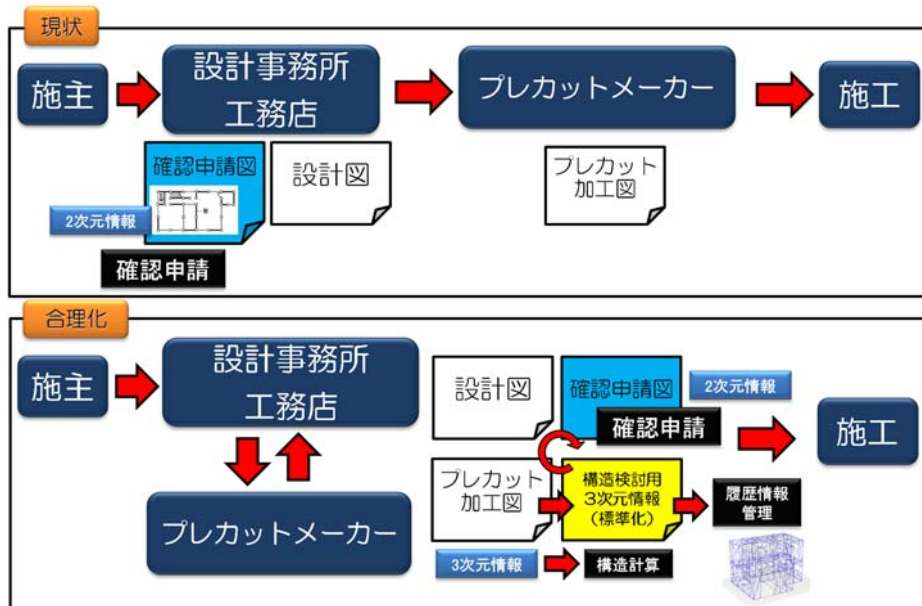 現状
施主
設計事務所
工務店
プレカットメーカー
施工
確認申請図
設計図
プレカット
加工図
2次元情報
確認申請
合理化
施主
設計事務所
工務店
プレカットメーカー
設計図
確認申請図
2次元情報
確認申請
施工
プレカット
加工図
構造検討用
3次元情報
(標準化)
履歴情報
管理
3次元情報
構造計算